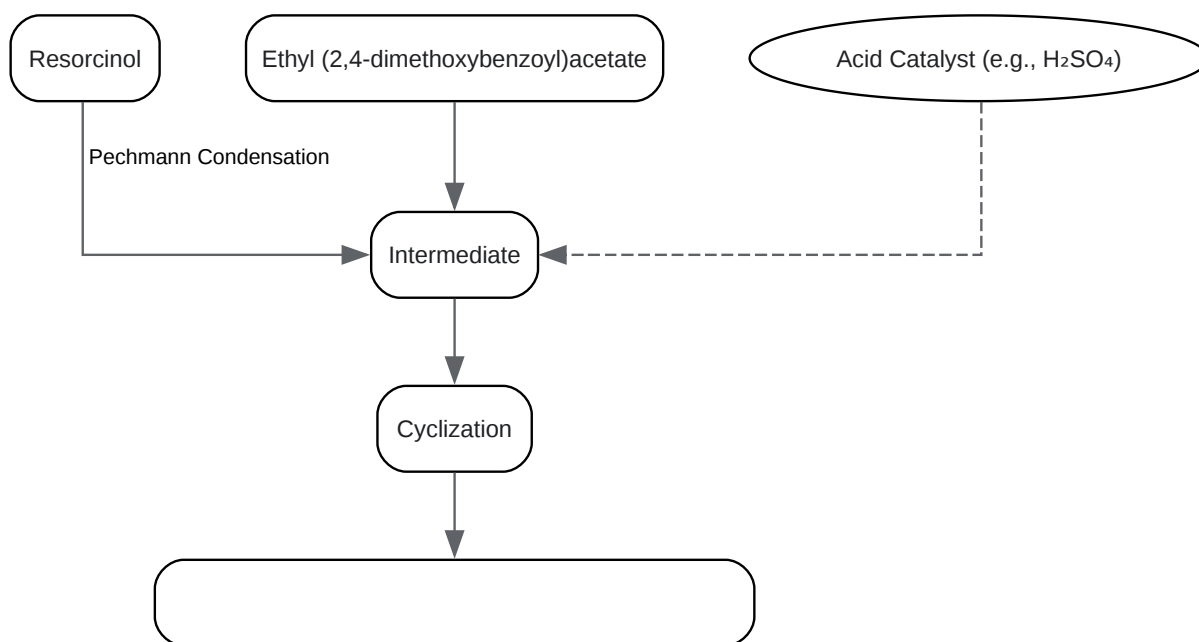 Resorcinol
Ethyl (2,4-dimethoxybenzoyl)acetate
Acid Catalyst (e.g., H₂SO₄)
Pechmann Condensation
Intermediate
Cyclization